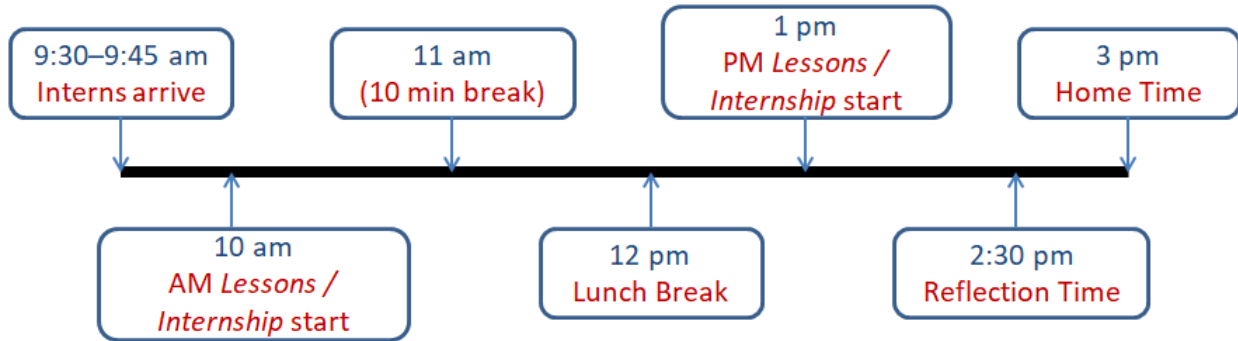 9:30–9:45 am
Interns arrive
10 am
AM Lessons /
Internship start
11 am
(10 min break)
12 pm
Lunch Break
1 pm
PM Lessons /
Internship start
2:30 pm
Reflection Time
3 pm
Home Time